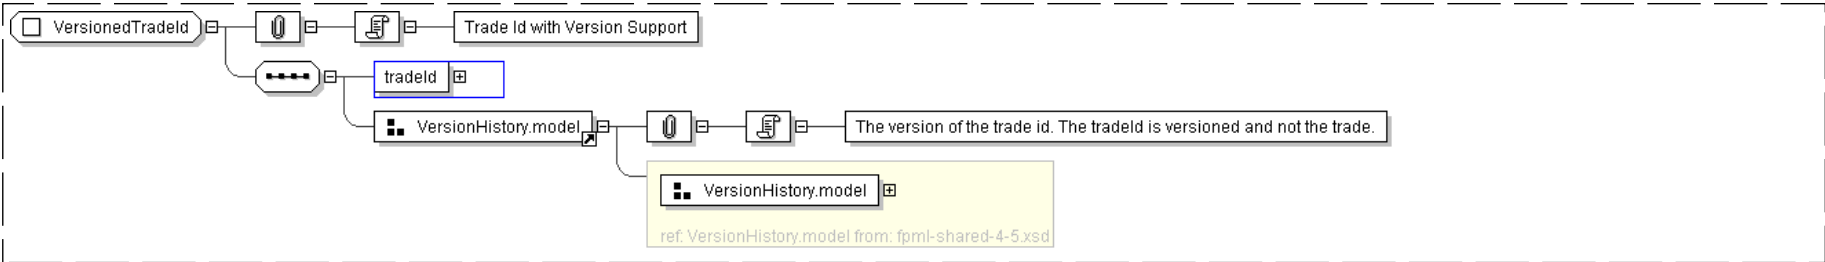 VersionedTradeId
Trade Id with Version Support
tradeId
VersionHistory.model
The version of the trade id. The tradeId is versioned and not the trade.
VersionHistory.model
ref: VersionHistory.model from: fpml-shared-4-5.xsd